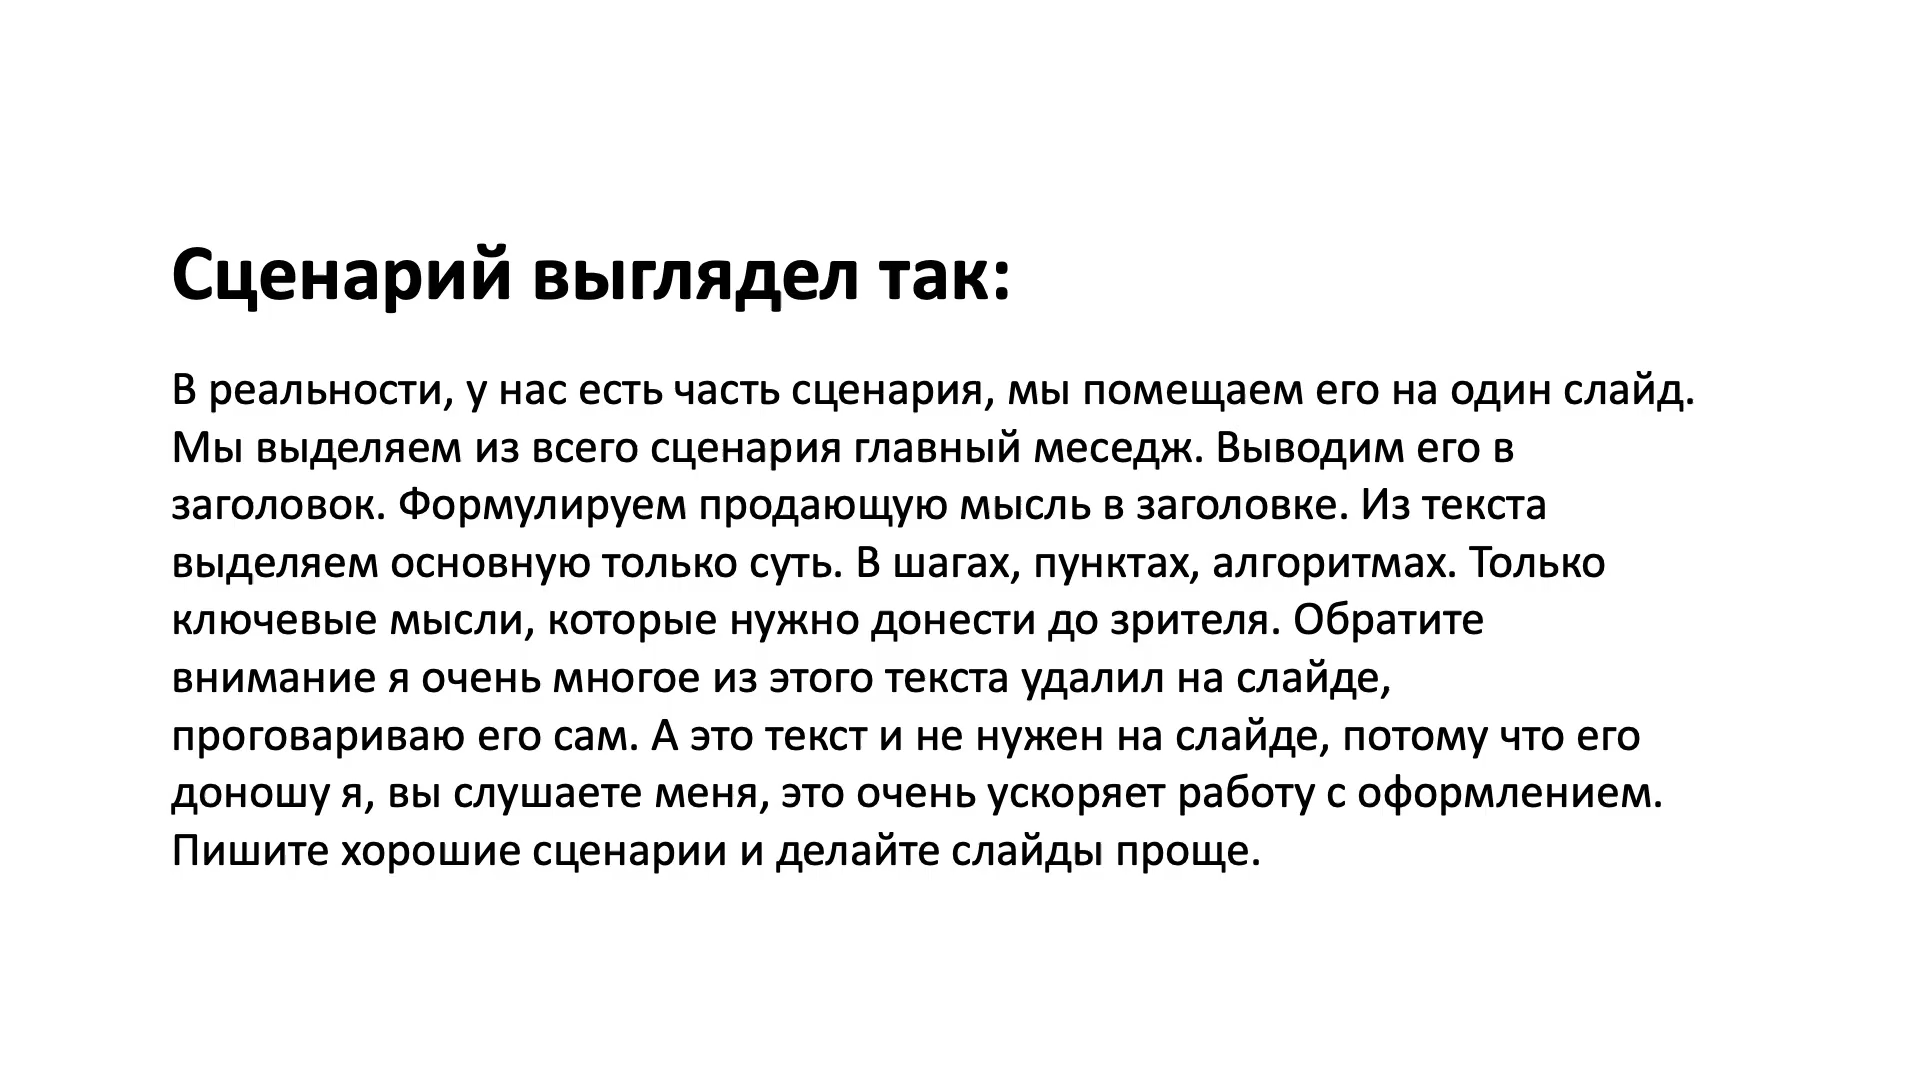 Сценарий выглядел так:
В реальности, у нас есть часть сценария, мы помещаем его на один слайд.
Мы выделяем из всего сценария главный меседж. Выводим его в
заголовок. Формулируем продающую мысль в заголовке. Из текста
выделяем основную только суть. В шагах, пунктах, алгоритмах. Только
ключевые мысли, которые нужно донести до зрителя. Обратите
внимание я очень многое из этого текста удалил на слайде,
проговариваю его сам. А это текст и не нужен на слайде, потому что его
доношу я, вы слушаете меня, это очень ускоряет работу с оформлением.
Пишите хорошие сценарии и делайте слайды проще.